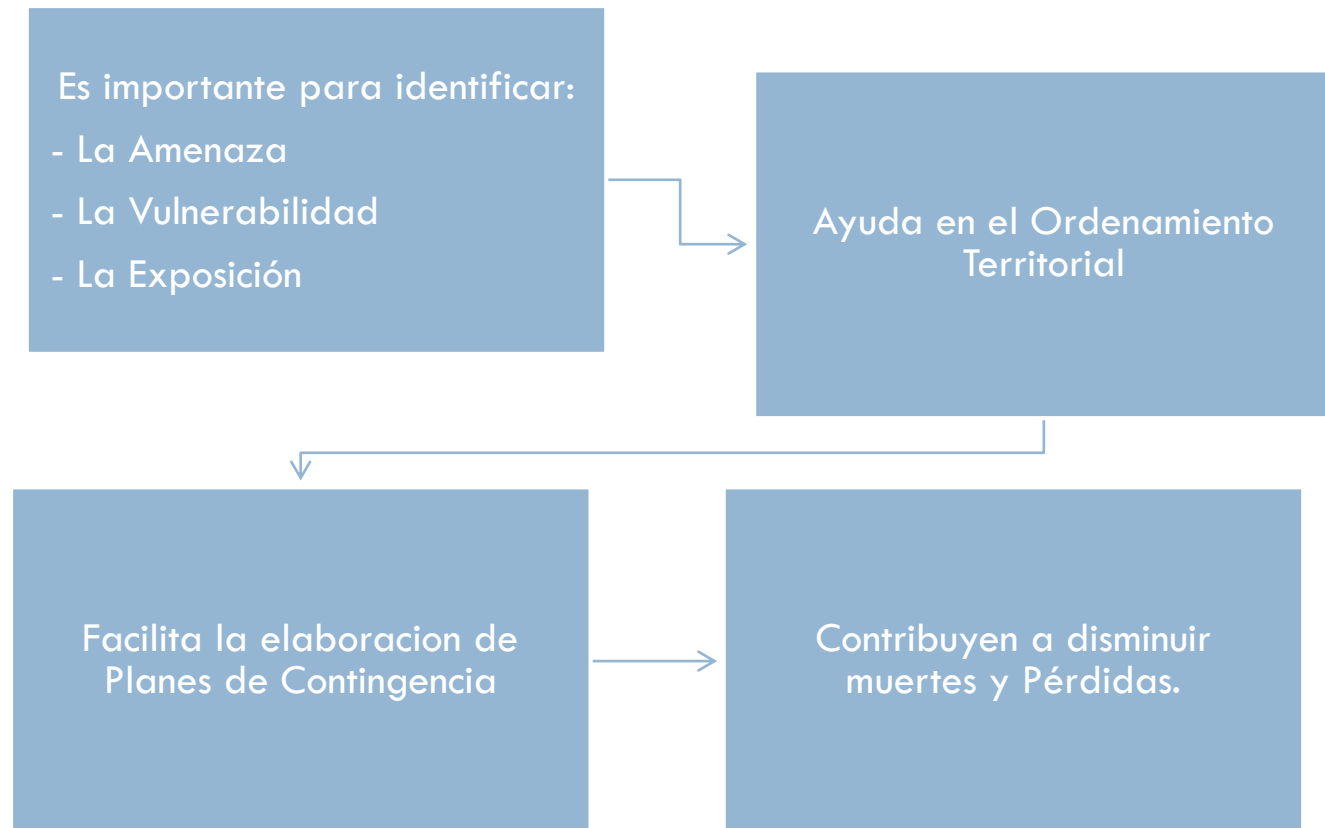 Es importante para identificar:
- La Amenaza
- La Vulnerabilidad
- La Exposición
Ayuda en el Ordenamiento
Territorial
Facilita la elaboracion de
Planes de Contingencia
Contribuyen a disminuir
muertes y Pérdidas.